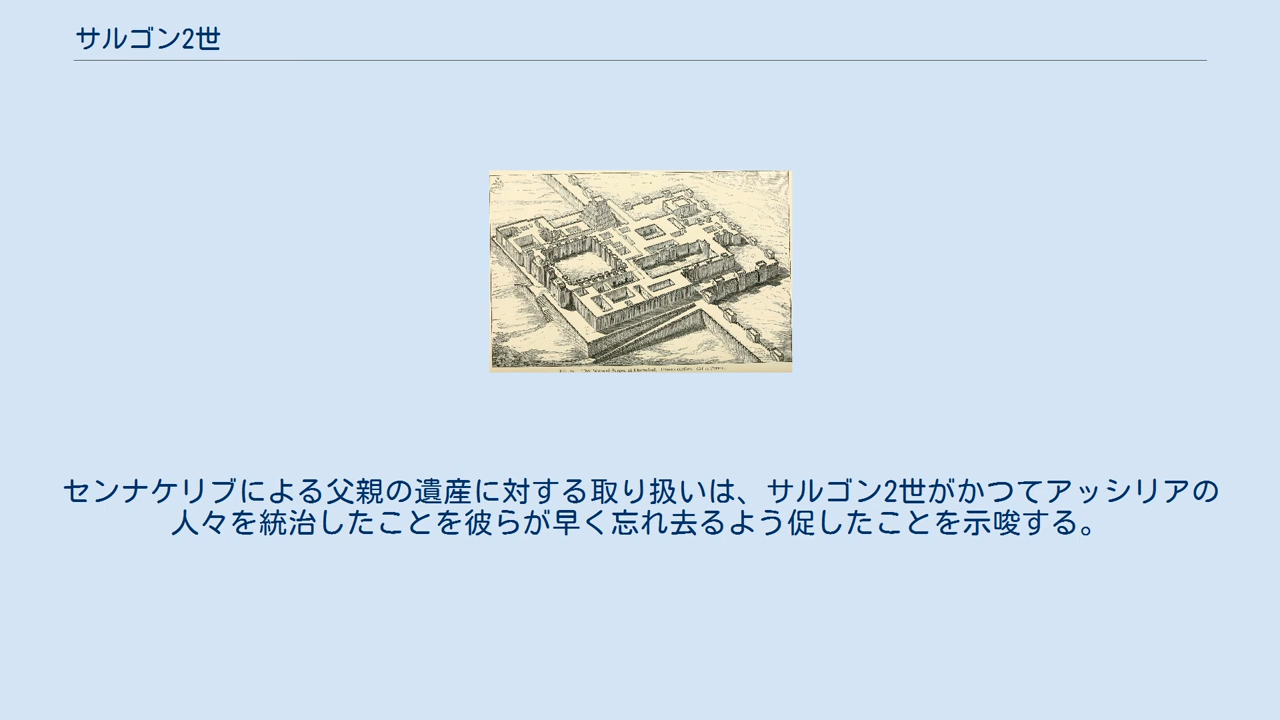 サルゴン2世
センナケリブによる父親の遺産に対する取り扱いは、サルゴン2世がかつてアッシリアの
人々を統治したことを彼らが早く忘れ去るよう促したことを示唆する。